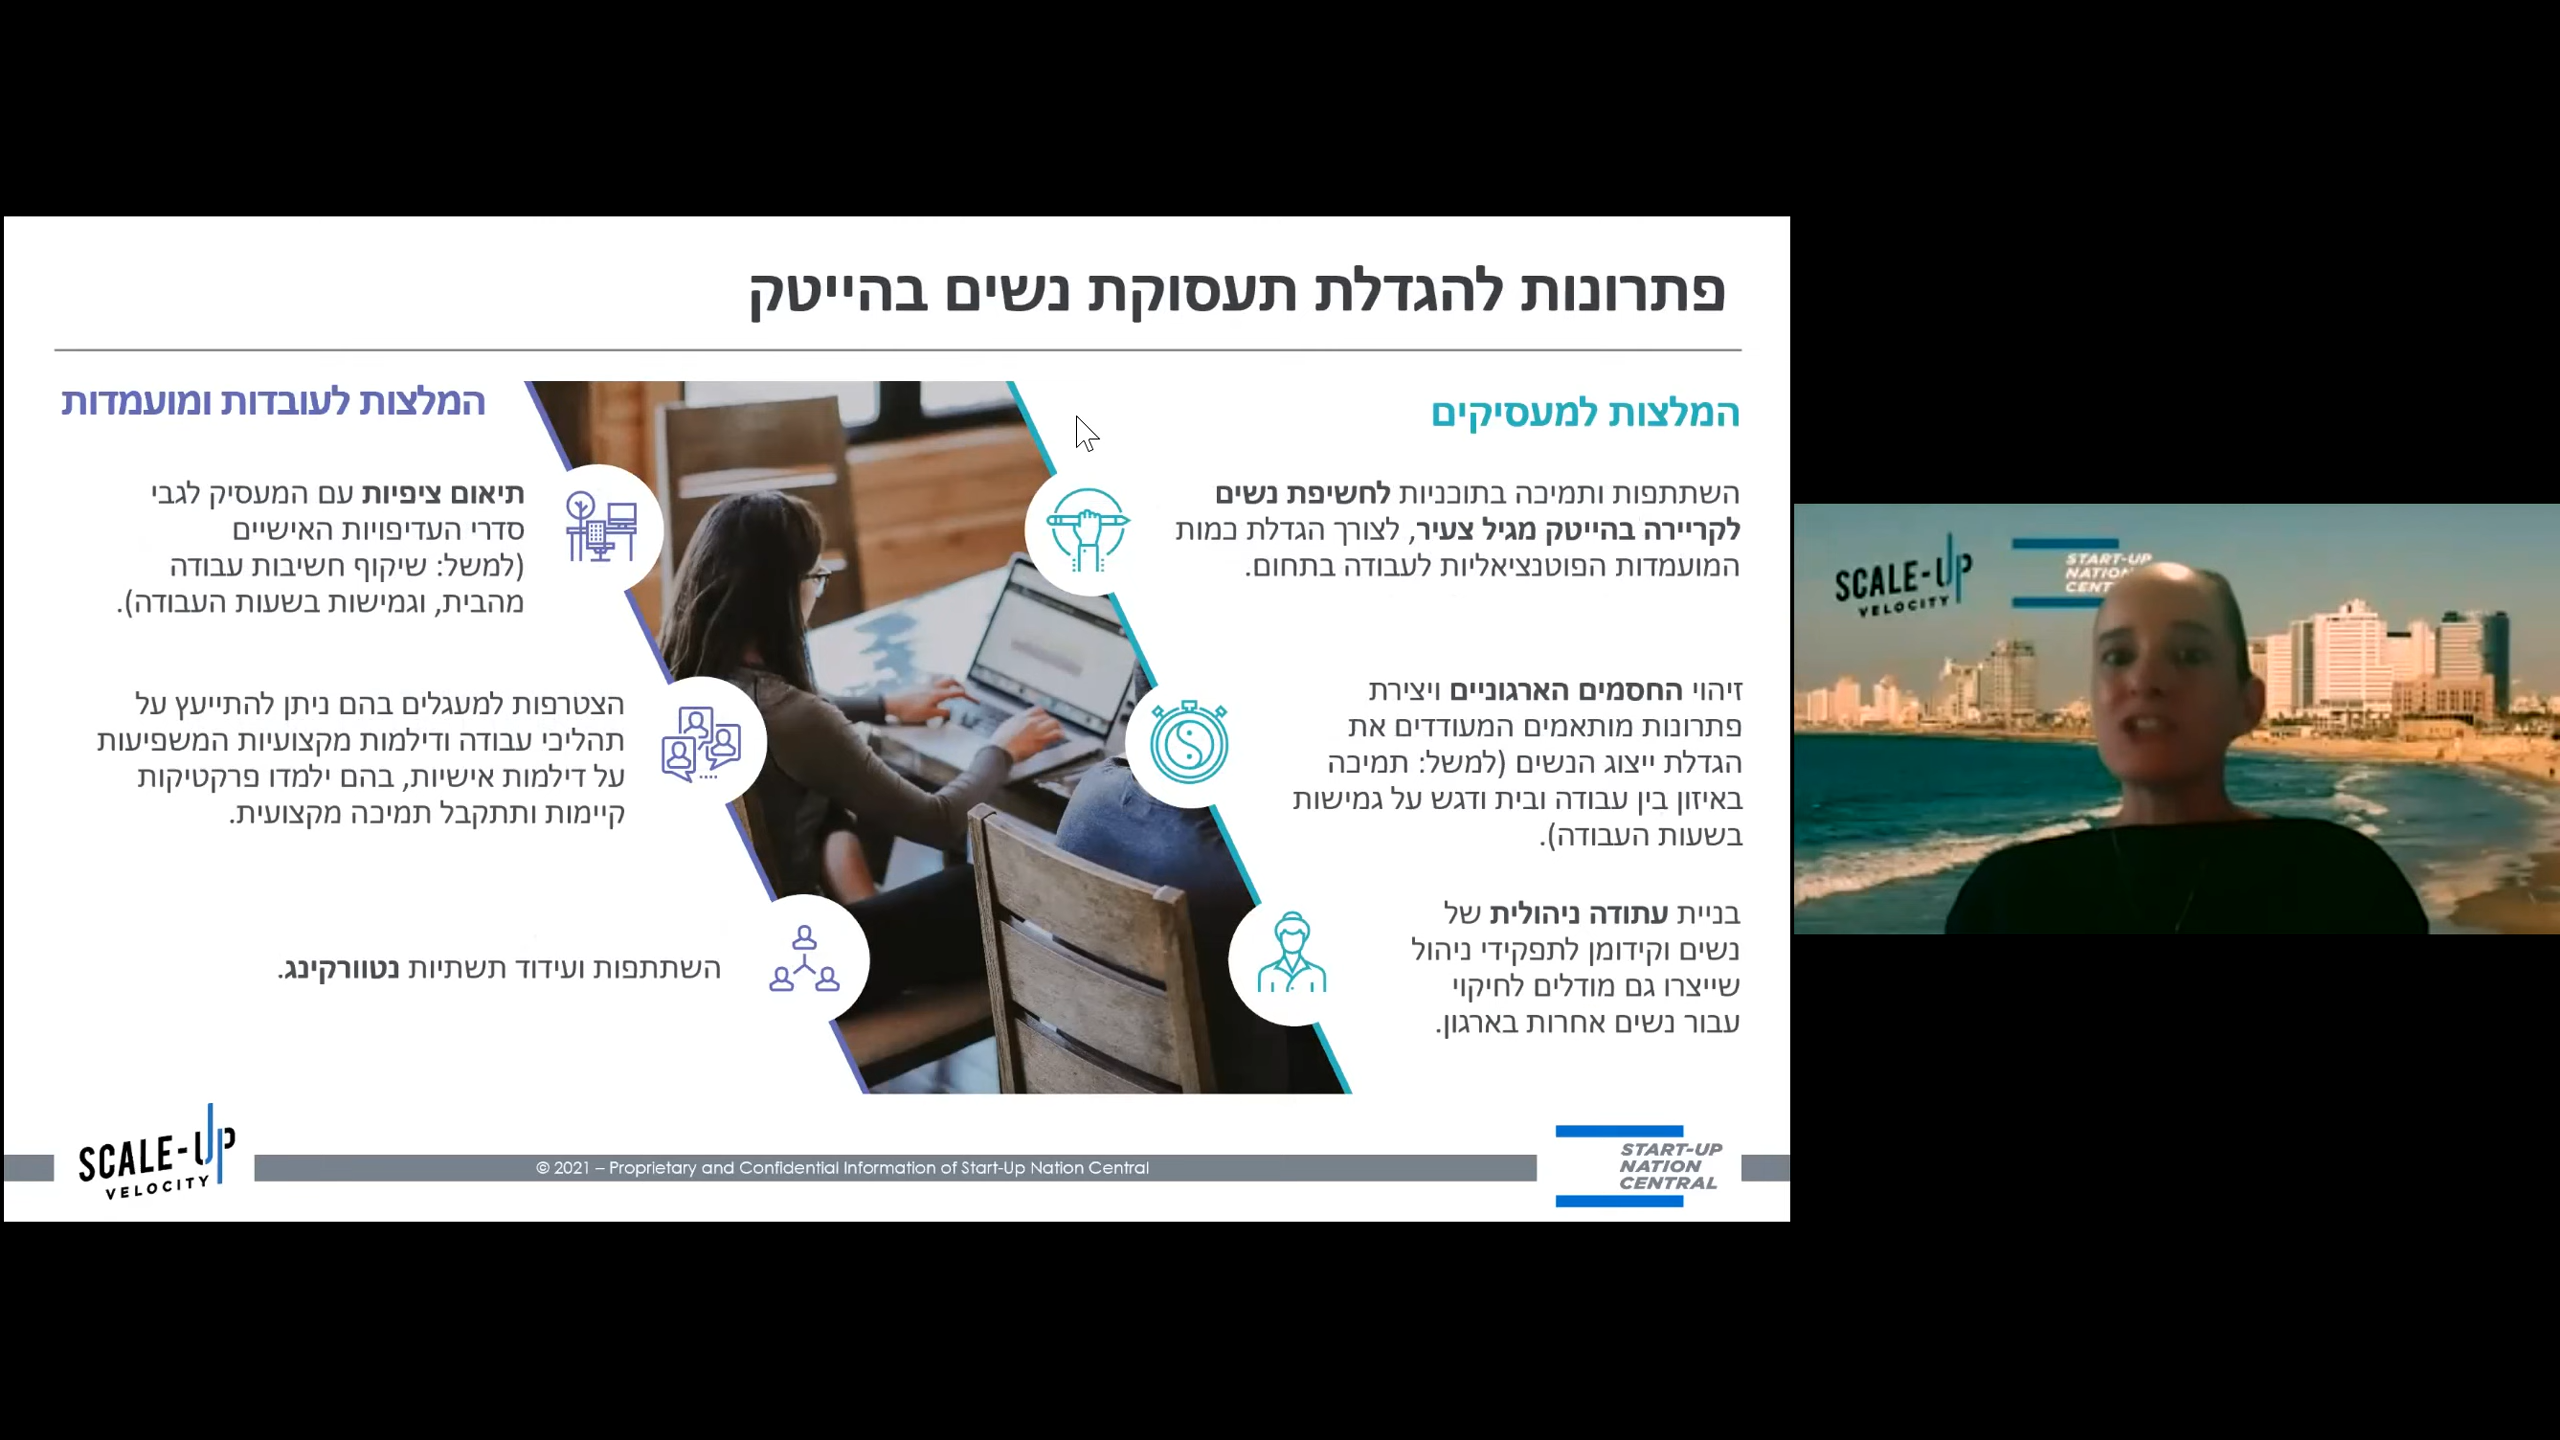 פתרונות להגדלת תעסוקת נשים בהייטק
המלצות למעסיקים
השתתפות ותמיכה בתוכניות לחשיפת נשים
לקריירה בהייטק מגיל צעיר, לצורך הגדלת כמות
המועמדות הפוטנציאליות לעבודה בתחום.
זיהוי החסמים הארגוניים ויצירת
פתרונות מותאמים המעודדים את
הגדלת ייצוג הנשים (למשל: תמיכה
באיזון בין עבודה ובית ודגש על גמישות
בשעות העבודה).
בניית עתודה ניהולית של
נשים וקידומן לתפקידי ניהול
שייצרו גם מודלים לחיקוי
עבור נשים אחרות בארגון.
המלצות לעובדות ומועמדות
תיאום ציפיות עם המעסיק לגבי
סדרי העדיפויות האישיים
(למשל: שיקוף חשיבות עבודה
מהבית, וגמישות בשעות העבודה).
הצטרפות למעגלים בהם ניתן להתייעץ על
תהליכי עבודה ודילמות מקצועיות המשפיעות
על דילמות אישיות, בהם ילמדו פרקטיקות
קיימות ותתקבל תמיכה מקצועית.
השתתפות ועידוד תשתיות נטוורקינג.
SCALE-UP
VELOCITY
© 2021 – Proprietary and Confidential Information of Start-Up Nation Central
START-UP
NATION
CENTRAL
SCALE-UP
VELOCITY
START-UP
NATION
CENT